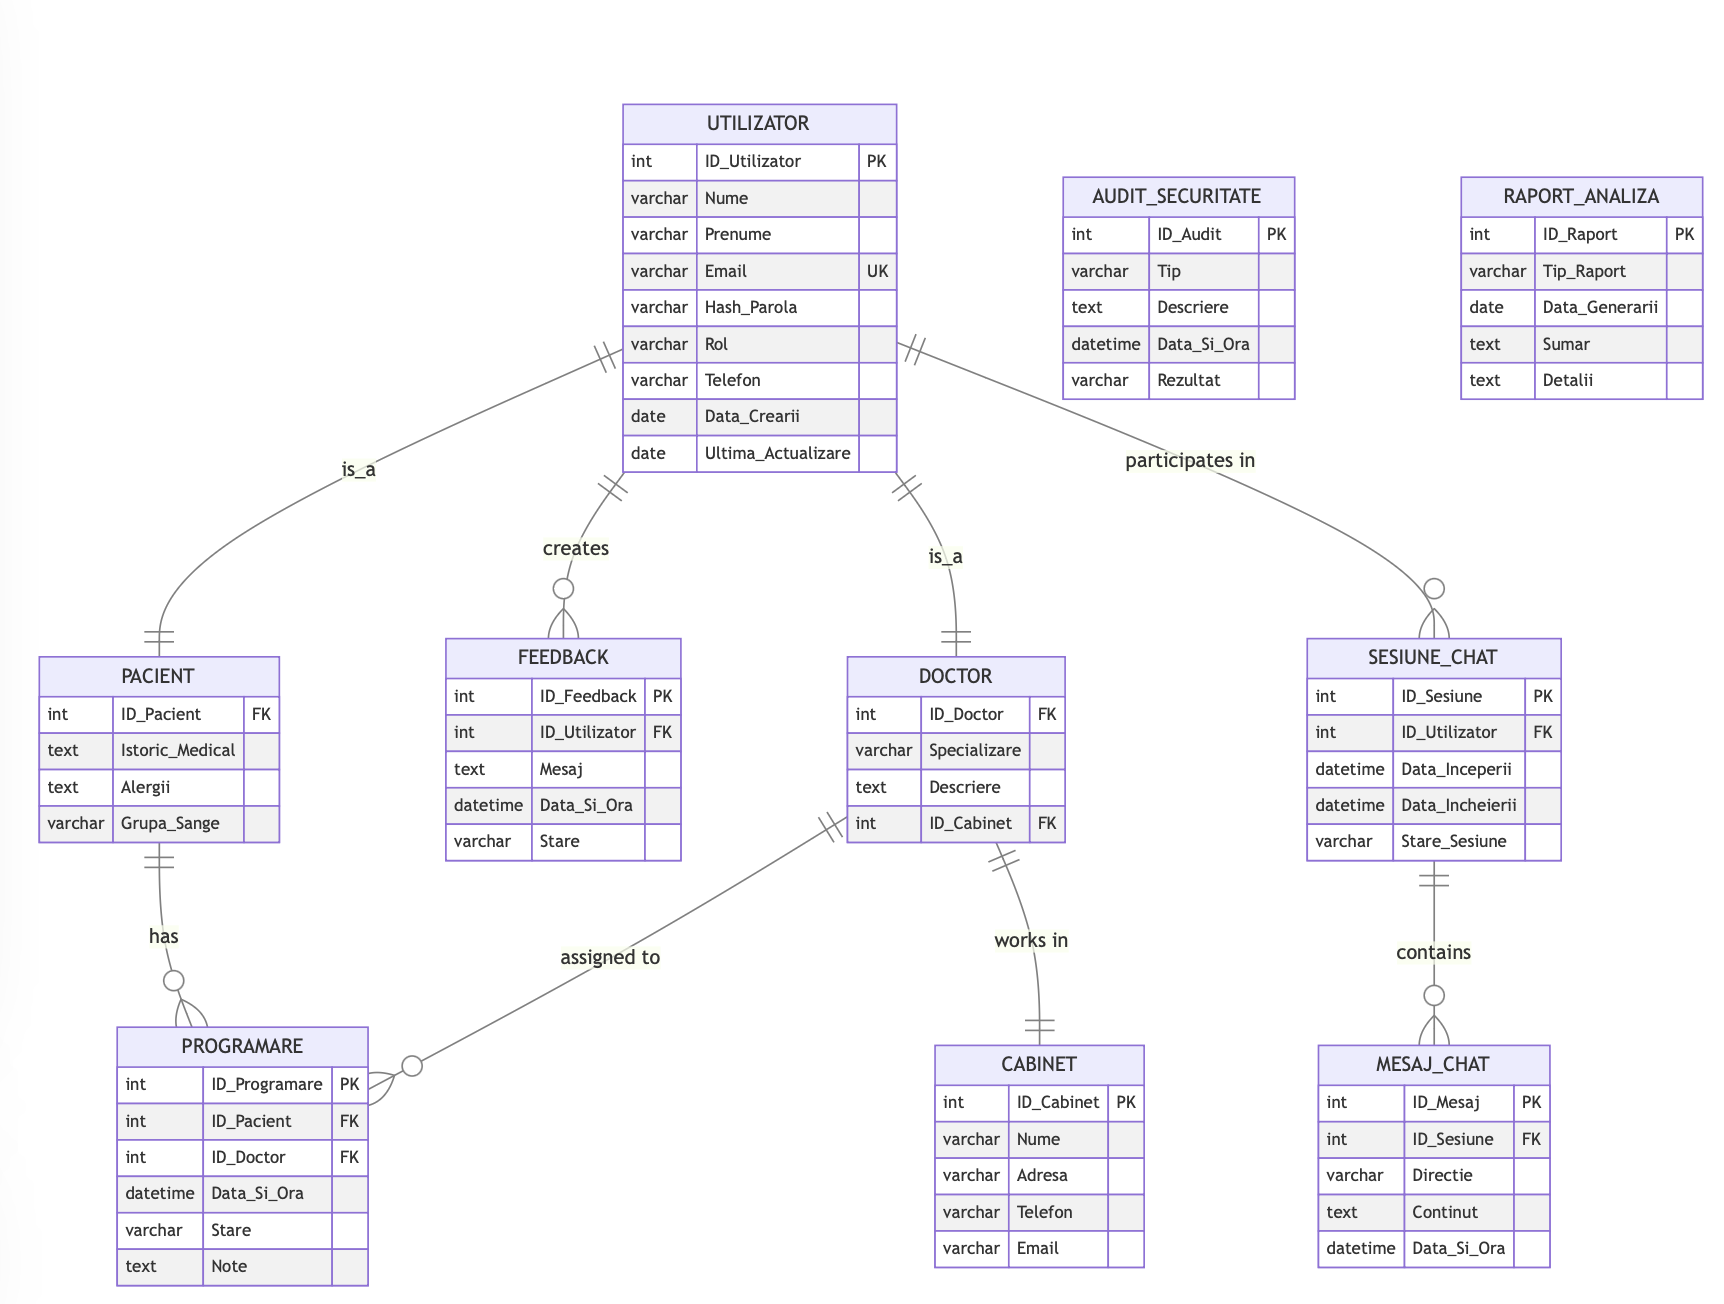 UTILIZATOR
int ID_Utilizator PK
varchar Nume
varchar Prenume
varchar Email UK
varchar Hash_Parola
varchar Rol
varchar Telefon
date Data_Crearii
date Ultima_Actualizare
AUDIT_SECURITATE
int ID_Audit PK
varchar Tip
text Descriere
datetime Data_Si_Ora
varchar Rezultat
RAPORT_ANALIZA
int ID_Raport PK
varchar Tip_Raport
date Data_Generarii
text Sumar
text Detalii
is_a
creates
is_a
participates in
PACIENT
int ID_Pacient FK
text Istoric_Medical
text Alergii
varchar Grupa_Sange
FEEDBACK
int ID_Feedback PK
int ID_Utilizator FK
text Mesaj
datetime Data_Si_Ora
varchar Stare
DOCTOR
int ID_Doctor FK
varchar Specializare
text Descriere
int ID_Cabinet FK
SESIUNE_CHAT
int ID_Sesiune PK
int ID_Utilizator FK
datetime Data_Inceperii
datetime Data_Incheierii
varchar Stare_Sesiune
has
assigned to
works in
contains
PROGRAMARE
int ID_Programare PK
int ID_Pacient FK
int ID_Doctor FK
datetime Data_Si_Ora
varchar Stare
text Note
CABINET
int ID_Cabinet PK
varchar Nume
varchar Adresa
varchar Telefon
varchar Email
MESAJ_CHAT
int ID_Mesaj PK
int ID_Sesiune FK
varchar Directie
text Continut
datetime Data_Si_Ora